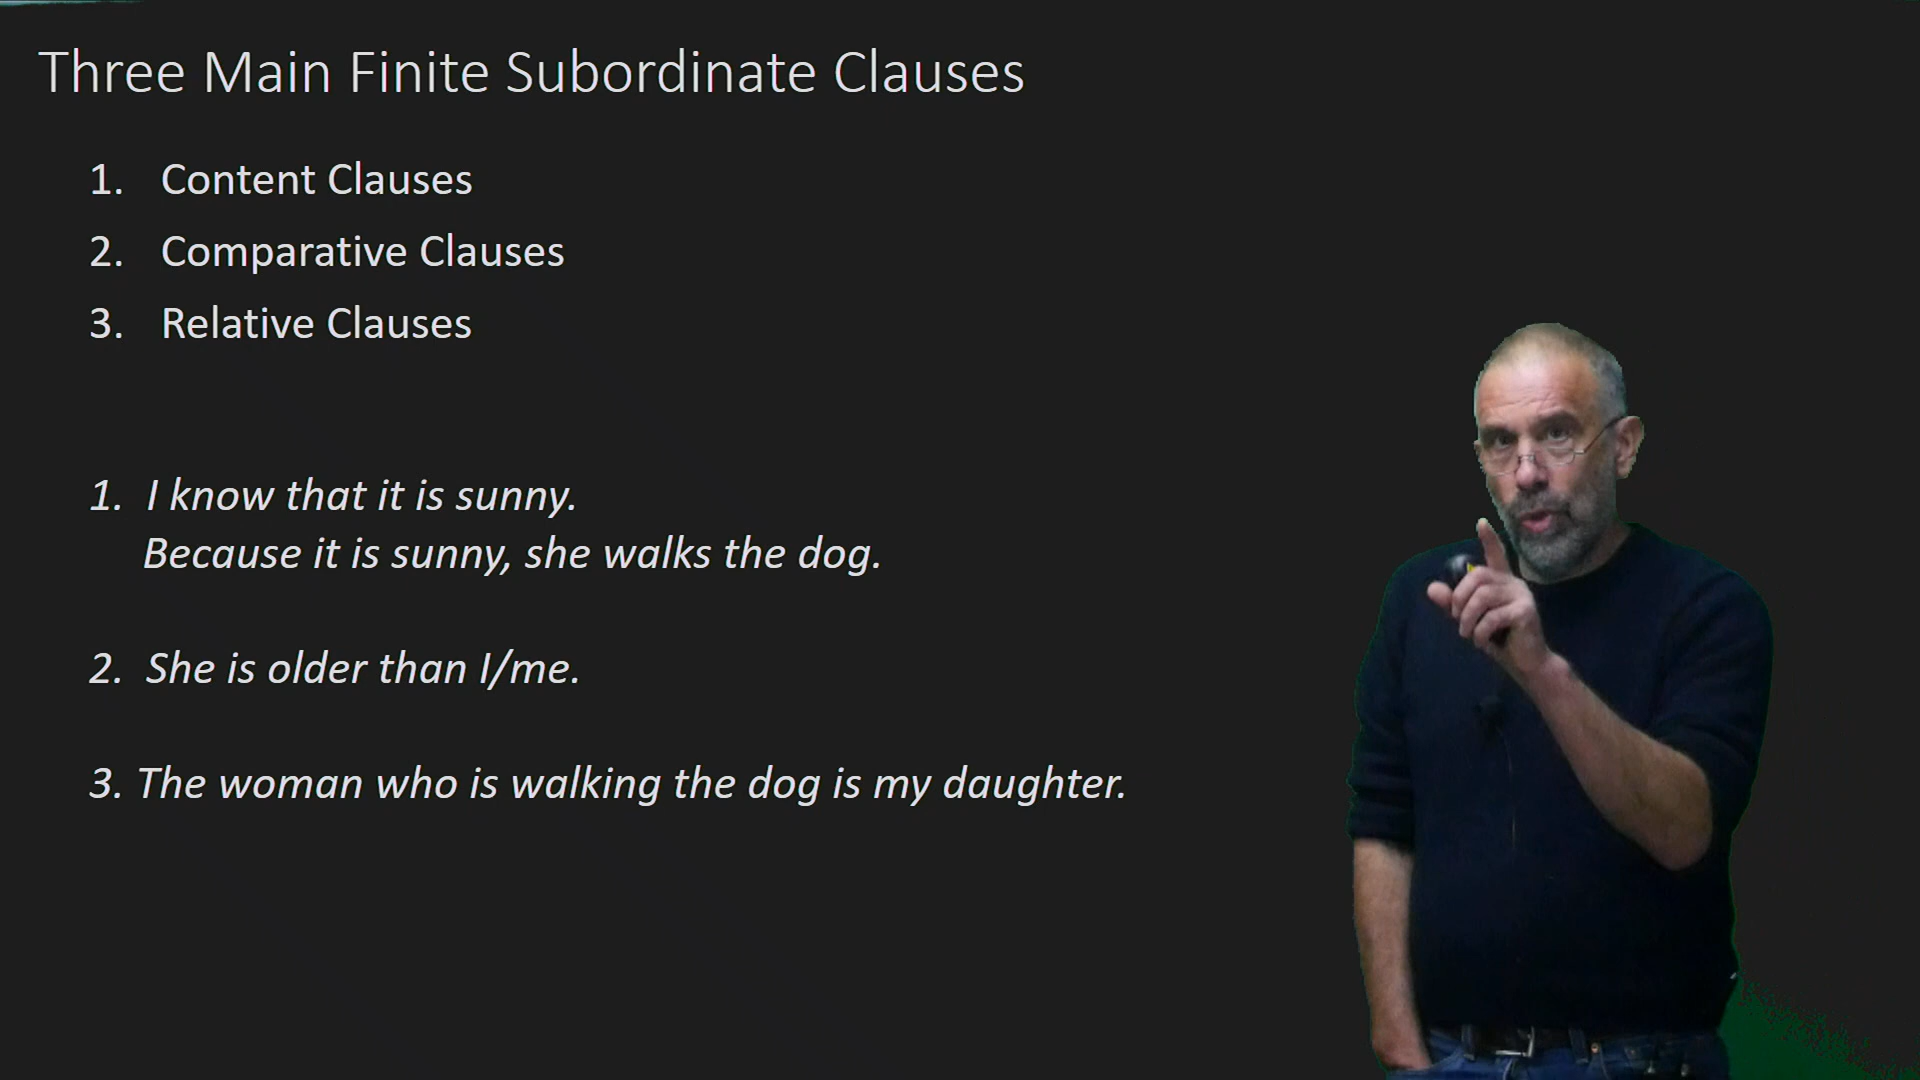 Three Main Finite Subordinate Clauses
1. Content Clauses
2. Comparative Clauses
3. Relative Clauses
1. I know that it is sunny.
Because it is sunny, she walks the dog.
2. She is older than I/me.
3. The woman who is walking the dog is my daughter.